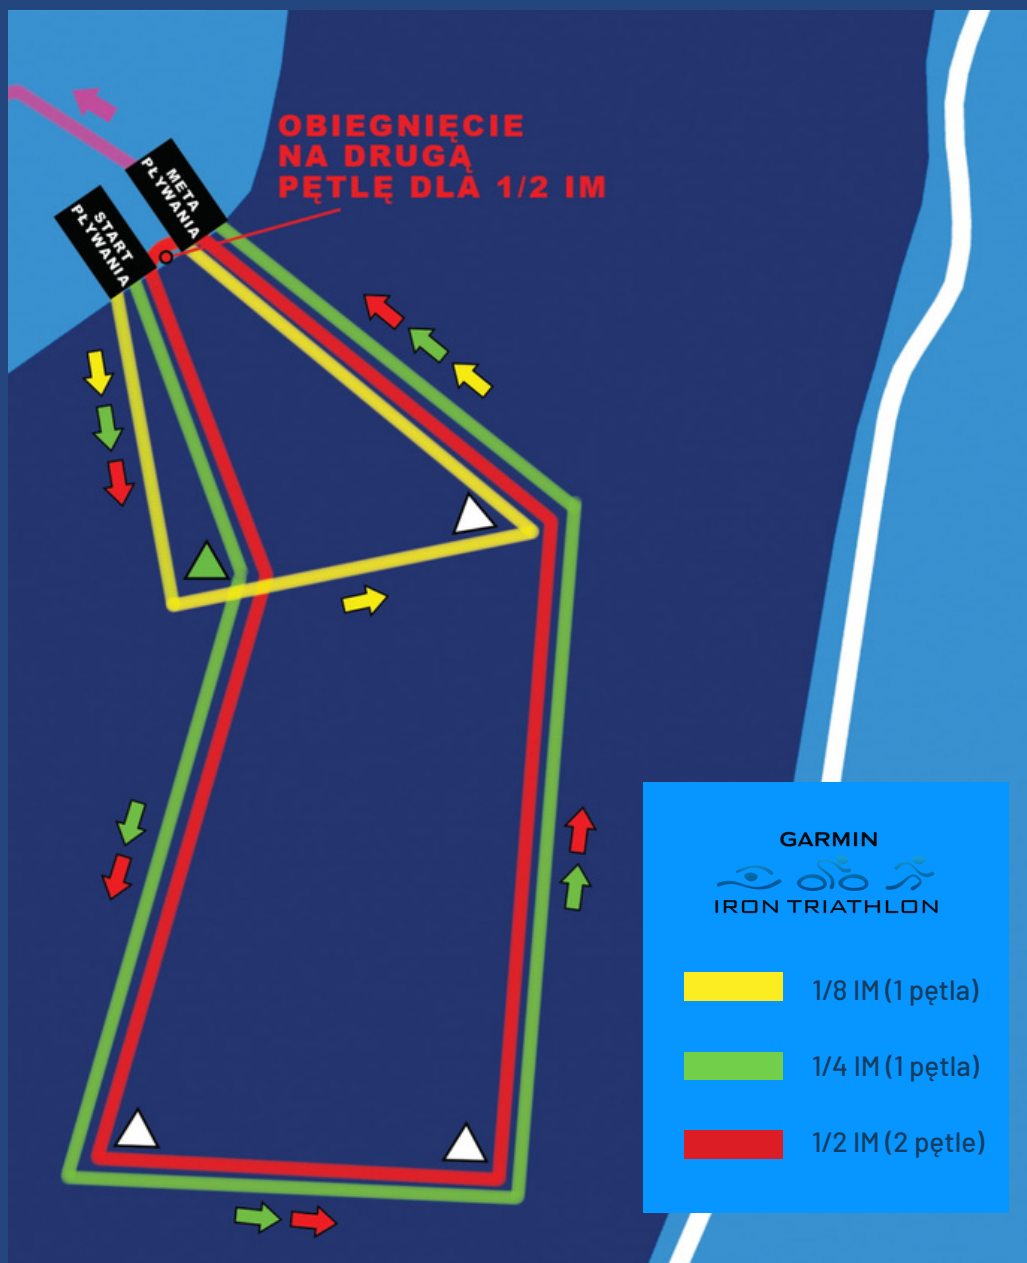 OBIEGNIĘCIE
NA DRUGĄ
PĘTLĘ DLA 1/2 IM
META
PŁYWANIA
START
PŁYWANIA
GARMIN
IRON TRIATHLON
1/8 IM (1 pętla)
1/4 IM (1 pętla)
1/2 IM (2 pętle)